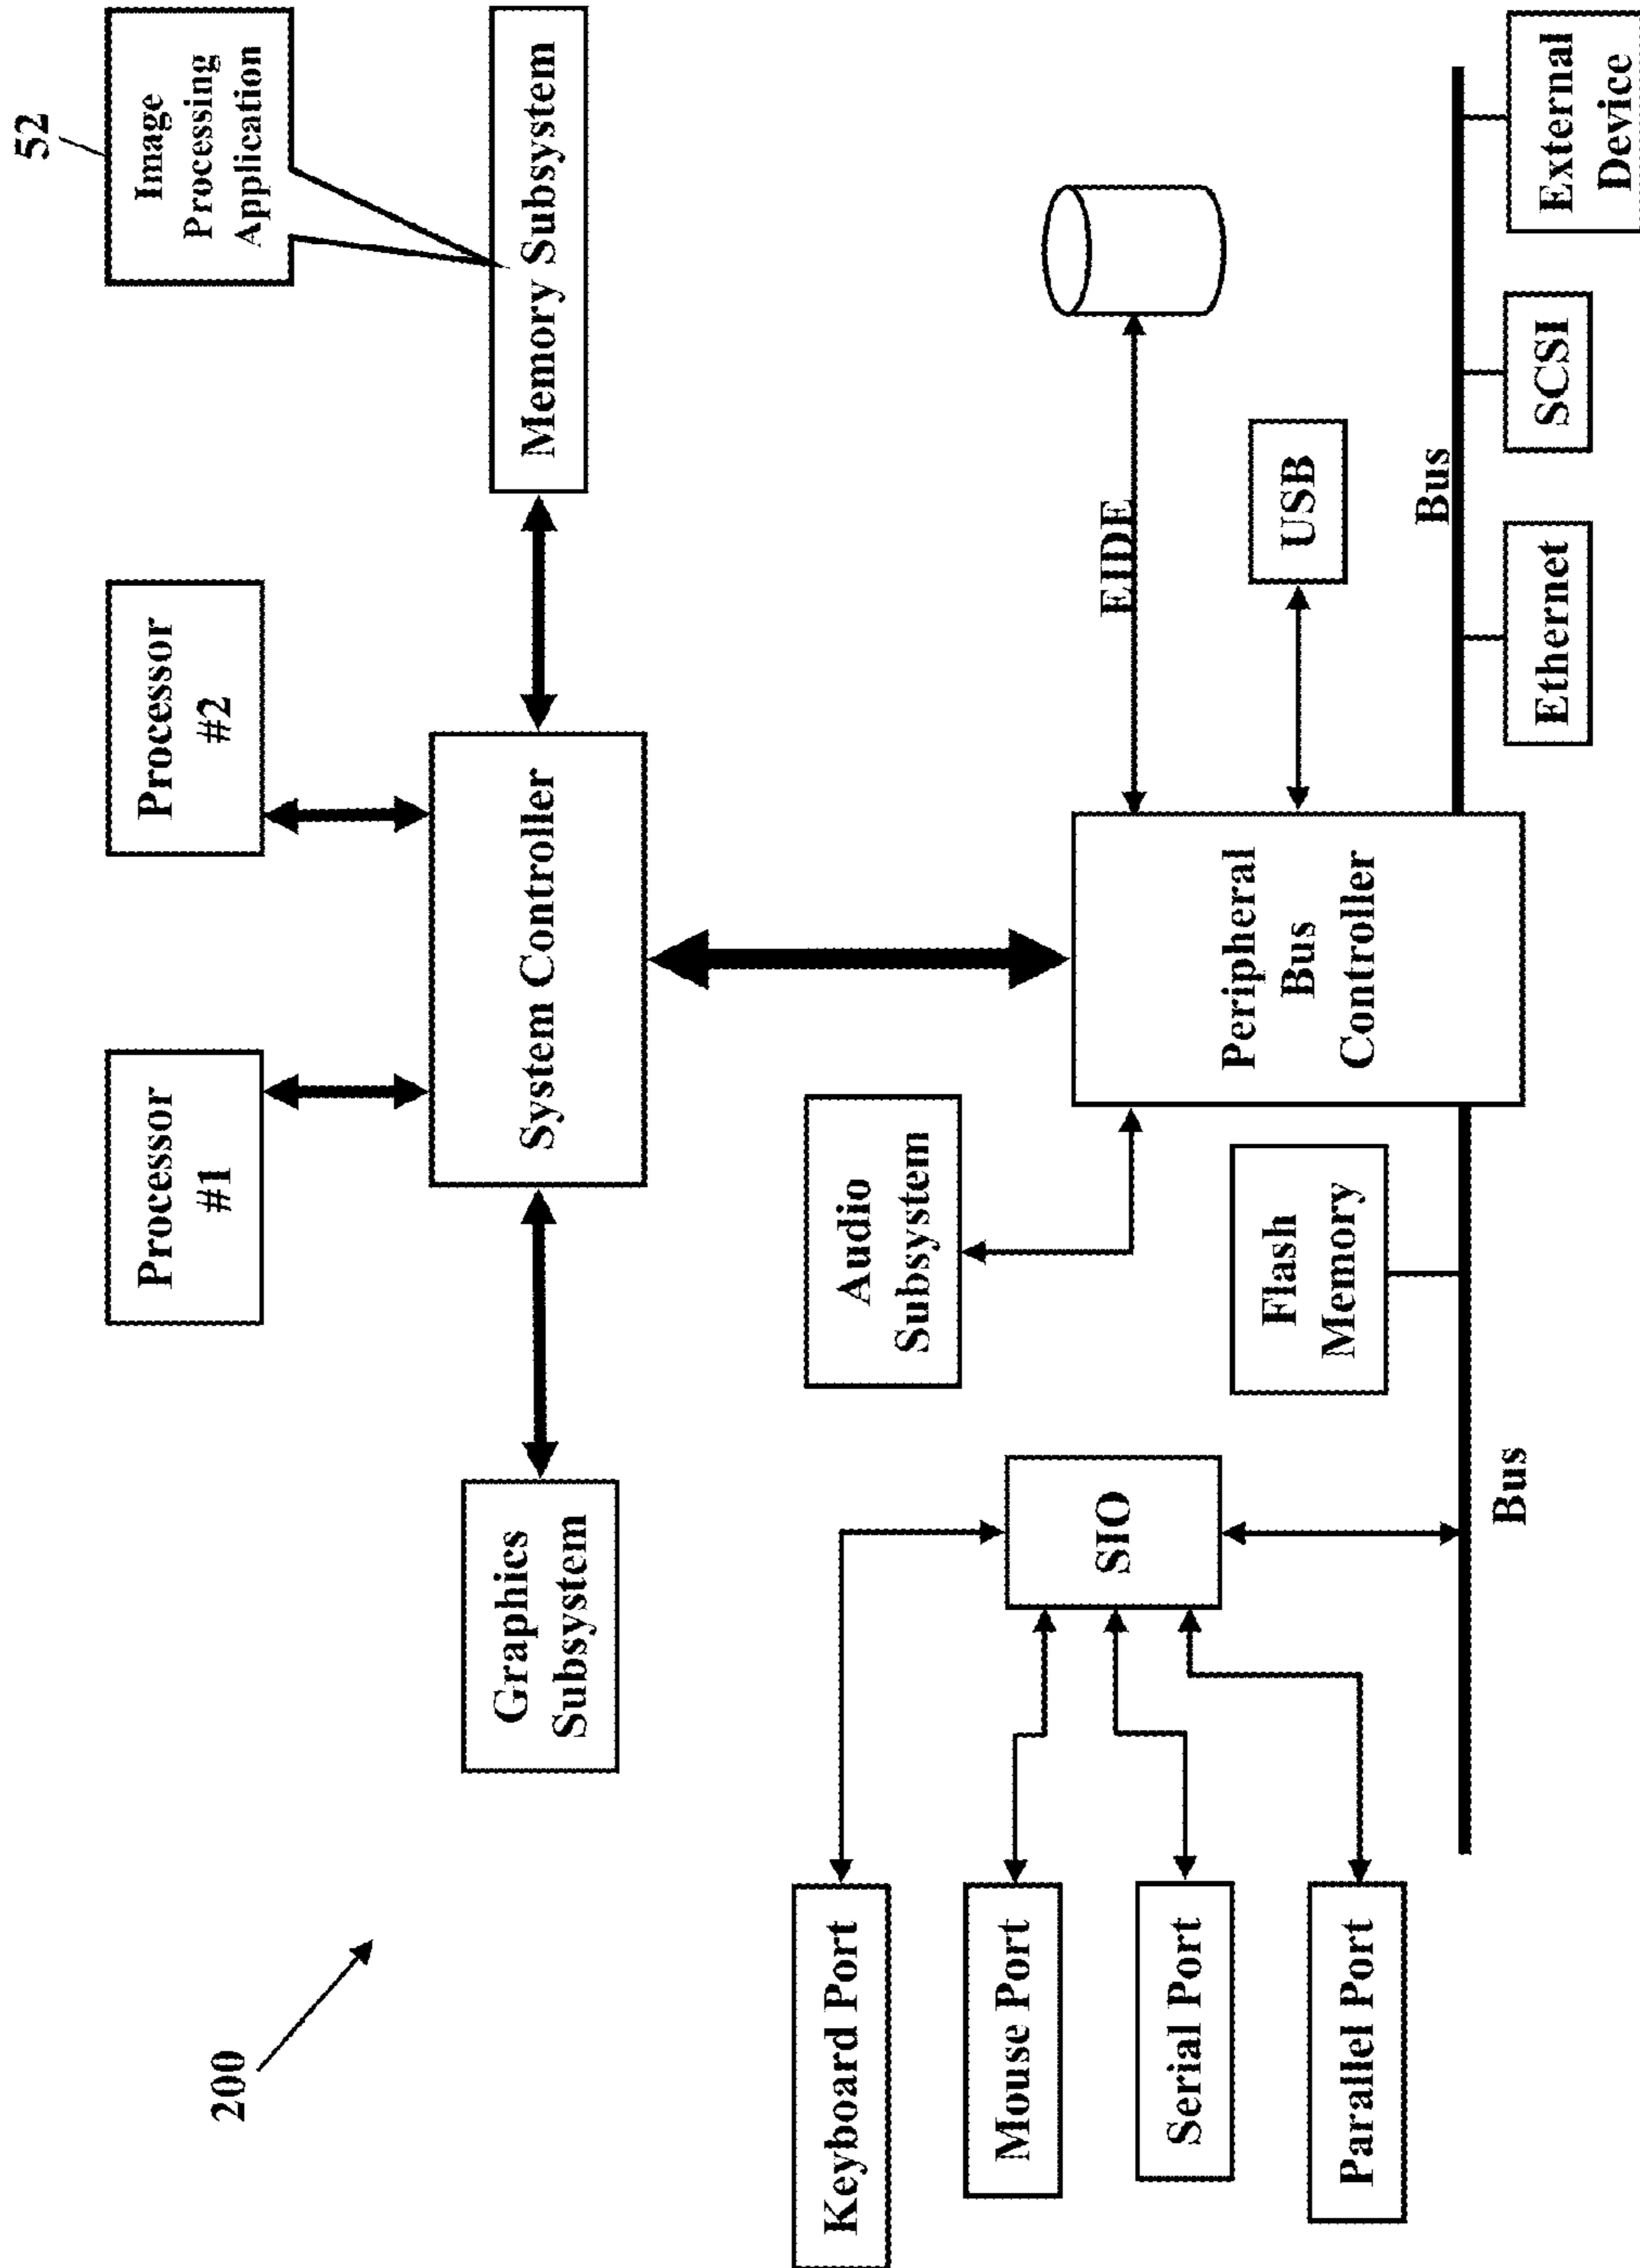 200
52
Image
Processing
Application
Processor
#1
Processor
#2
Graphics
Subsystem
System Controller
Memory Subsystem
Keyboard Port
Mouse Port
Serial Port
Parallel Port
SIO
Audio
Subsystem
Flash
Memory
Bus
Peripheral
Bus
Controller
EIDE
USB
Bus
Ethernet
SCSI
External
Device